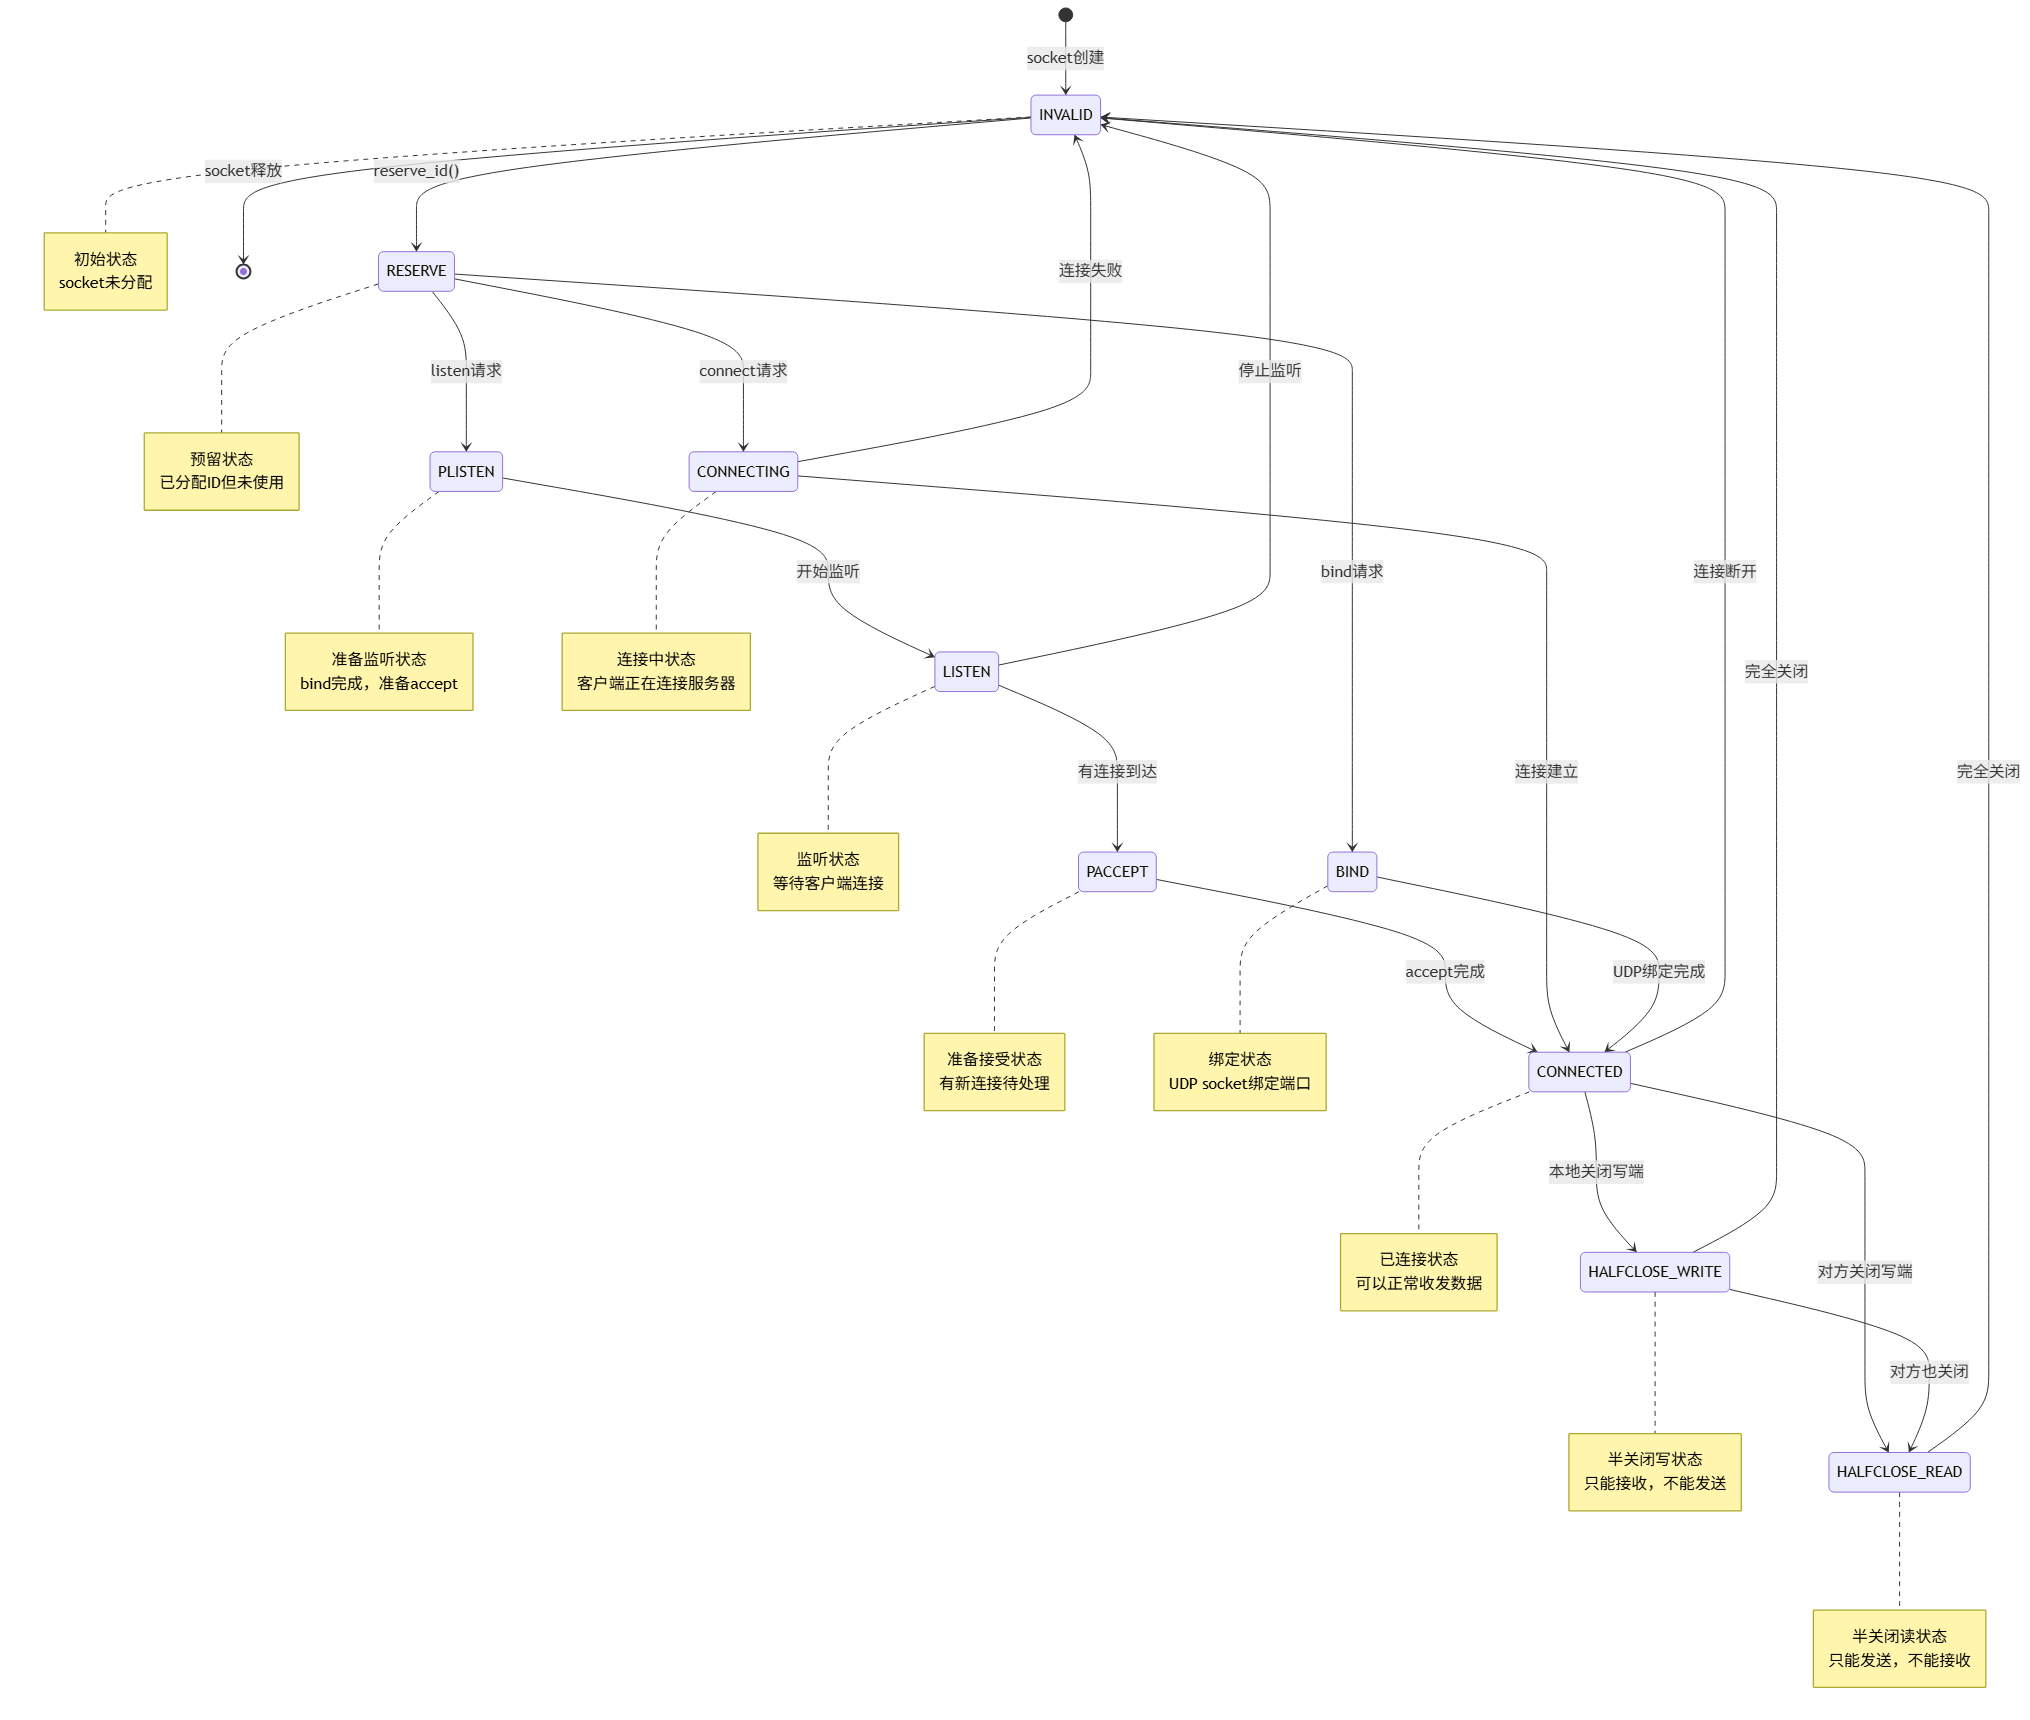 socket创建
INVALID
socket释放
reserve_id()
初始状态
socket未分配
RESERVE
连接失败
listen请求
connect请求
停止监听
预留状态
已分配ID但未使用
PLISTEN
CONNECTING
开始监听
bind请求
连接断开
准备监听状态
bind完成，准备accept
连接中状态
客户端正在连接服务器
LISTEN
完全关闭
有连接到达
连接建立
完全关闭
监听状态
等待客户端连接
PACCEPT
BIND
accept完成
UDP绑定完成
准备接受状态
有新连接待处理
绑定状态
UDP socket绑定端口
CONNECTED
本地关闭写端
已连接状态
可以正常收发数据
HALFCLOSE_WRITE
对方关闭写端
对方也关闭
半关闭写状态
只能接收，不能发送
HALFCLOSE_READ
半关闭读状态
只能发送，不能接收